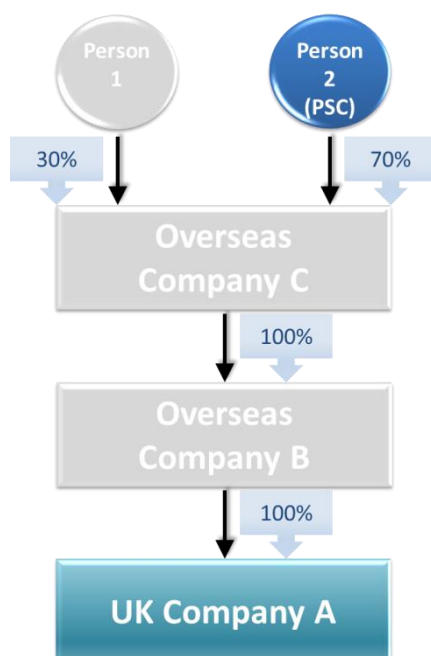 Person
1
Person
2
(PSC)
30%
70%
Overseas
Company C
100%
Overseas
Company B
100%
UK Company A